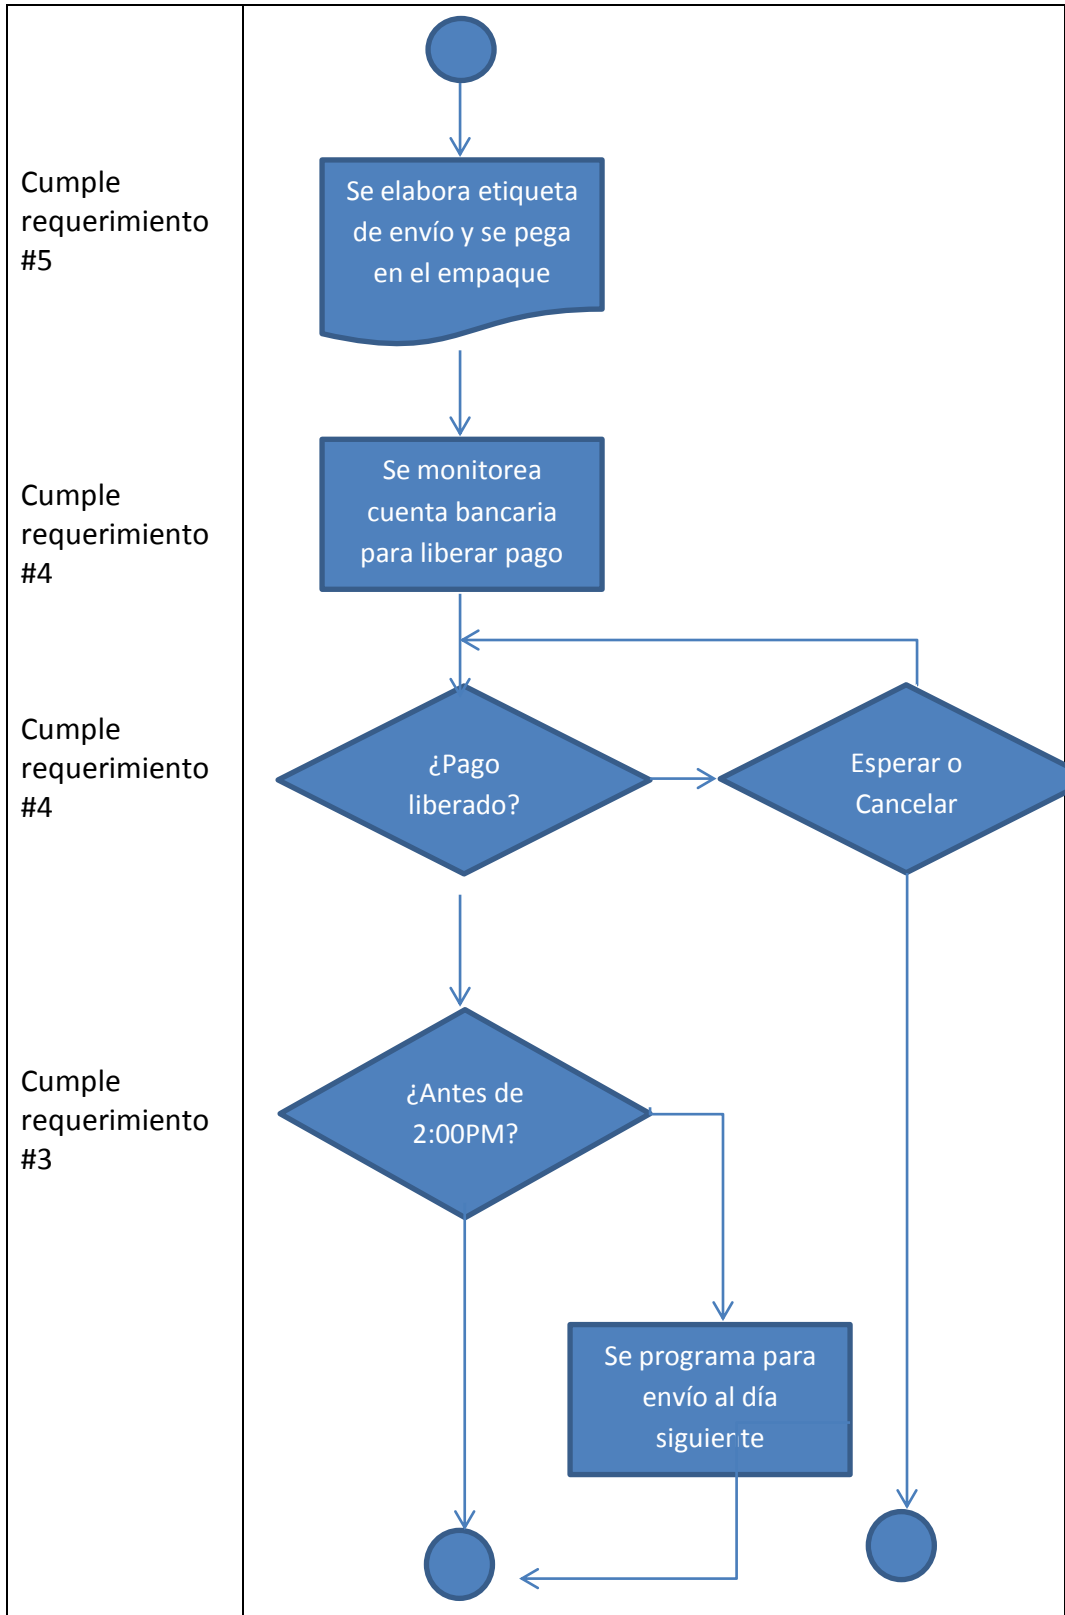 Cumple
requerimiento
#5
Se elabora etiqueta
de envío y se pega
en el empaque
Cumple
requerimiento
#4
Se monitorea
cuenta bancaria
para liberar pago
Cumple
requerimiento
#4
¿Pago
liberado?
Esperar o
Cancelar
Cumple
requerimiento
#3
¿Antes de
2:00PM?
Se programa para
envío al día
siguiente